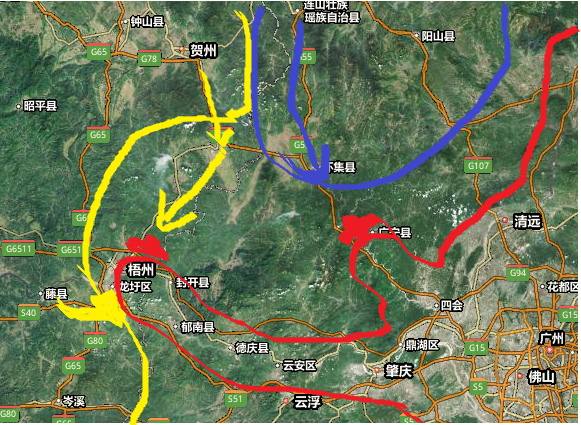 钟山县
连山壮族
瑶族自治县
阳山县
贺州
G65
G78
昭平县
G65
怀集县
G107
广宁县
清远
G6511
G651
梧州
封开县
G94
花都区
藤县
龙圩区
四会
S40
郁南县
G15
G80
德庆县
鼎湖区
广州
G15
G65
云安区
肇庆
S5
佛山
岑溪
S51
云浮
G80